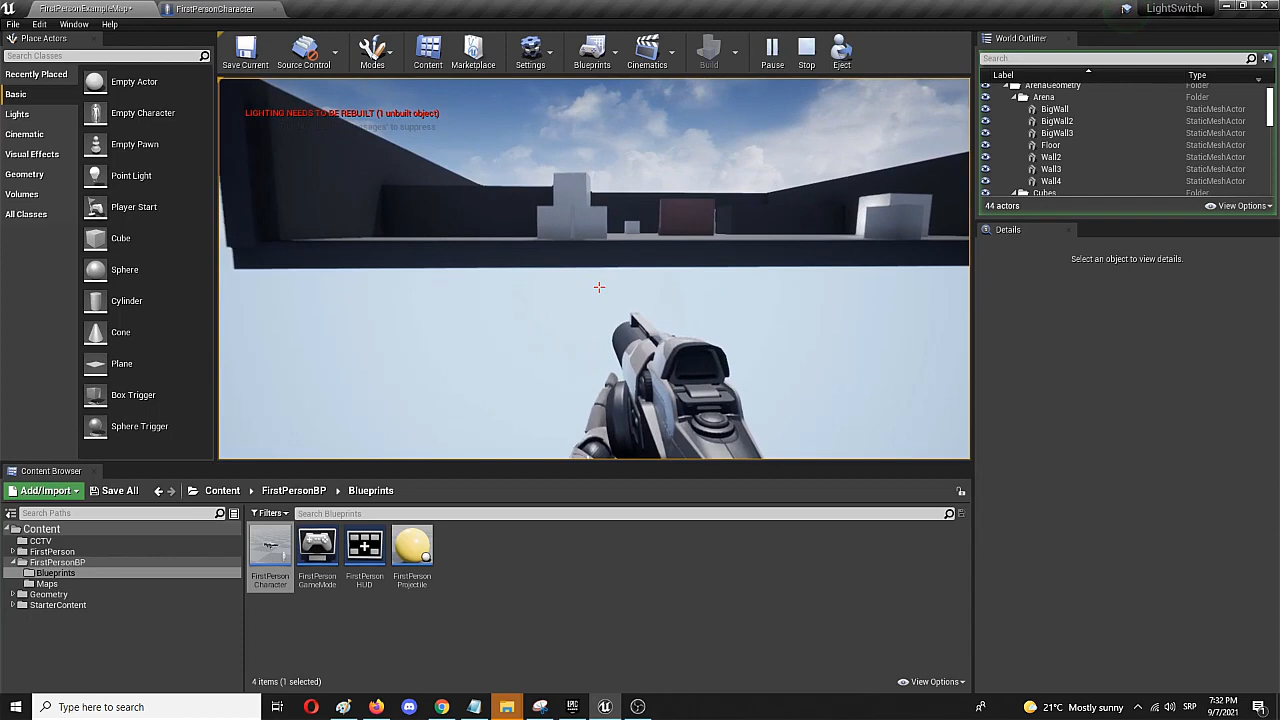 FirstPersonExampleMap*
FirstPersonCharacter
LightSwitch
File
Edit
Window
Help
Place Actors
World Outliner
Search Classes
Save Current
Source Control
Modes
Content
Marketplace
Settings
Blueprints
Cinematics
Build
Pause
Stop
Eject
Search...
Label
Type
Recently Placed
Basic
Lights
Cinematic
Visual Effects
Geometry
Volumes
All Classes
Empty Actor
Empty Character
Empty Pawn
Point Light
Player Start
Cube
Sphere
Cylinder
Cone
Plane
Box Trigger
Sphere Trigger
LIGHTING NEEDS TO BE REBUILT (1 unbuilt object)
to suppress
ArenaGeometry Folder
Arena Folder
BigWall StaticMeshActor
BigWall2 StaticMeshActor
BigWall3 StaticMeshActor
Floor StaticMeshActor
Wall2 StaticMeshActor
Wall3 StaticMeshActor
Wall4 StaticMeshActor
Cubes Folder
44 actors
View Options
Details
Select an object to view details.
Content Browser
Add/Import
Save All
Content
FirstPersonBP
Blueprints
Search Paths
Filters
Search Blueprints
Content
CCTV
FirstPerson
FirstPersonBP
Blueprints
Maps
Geometry
StarterContent
FirstPerson Character
FirstPerson GameMode
FirstPerson HUD
FirstPerson Projectile
4 items (1 selected)
View Options
Type here to search
21°C Mostly sunny
SRP
7:32 PM
9/7/2021